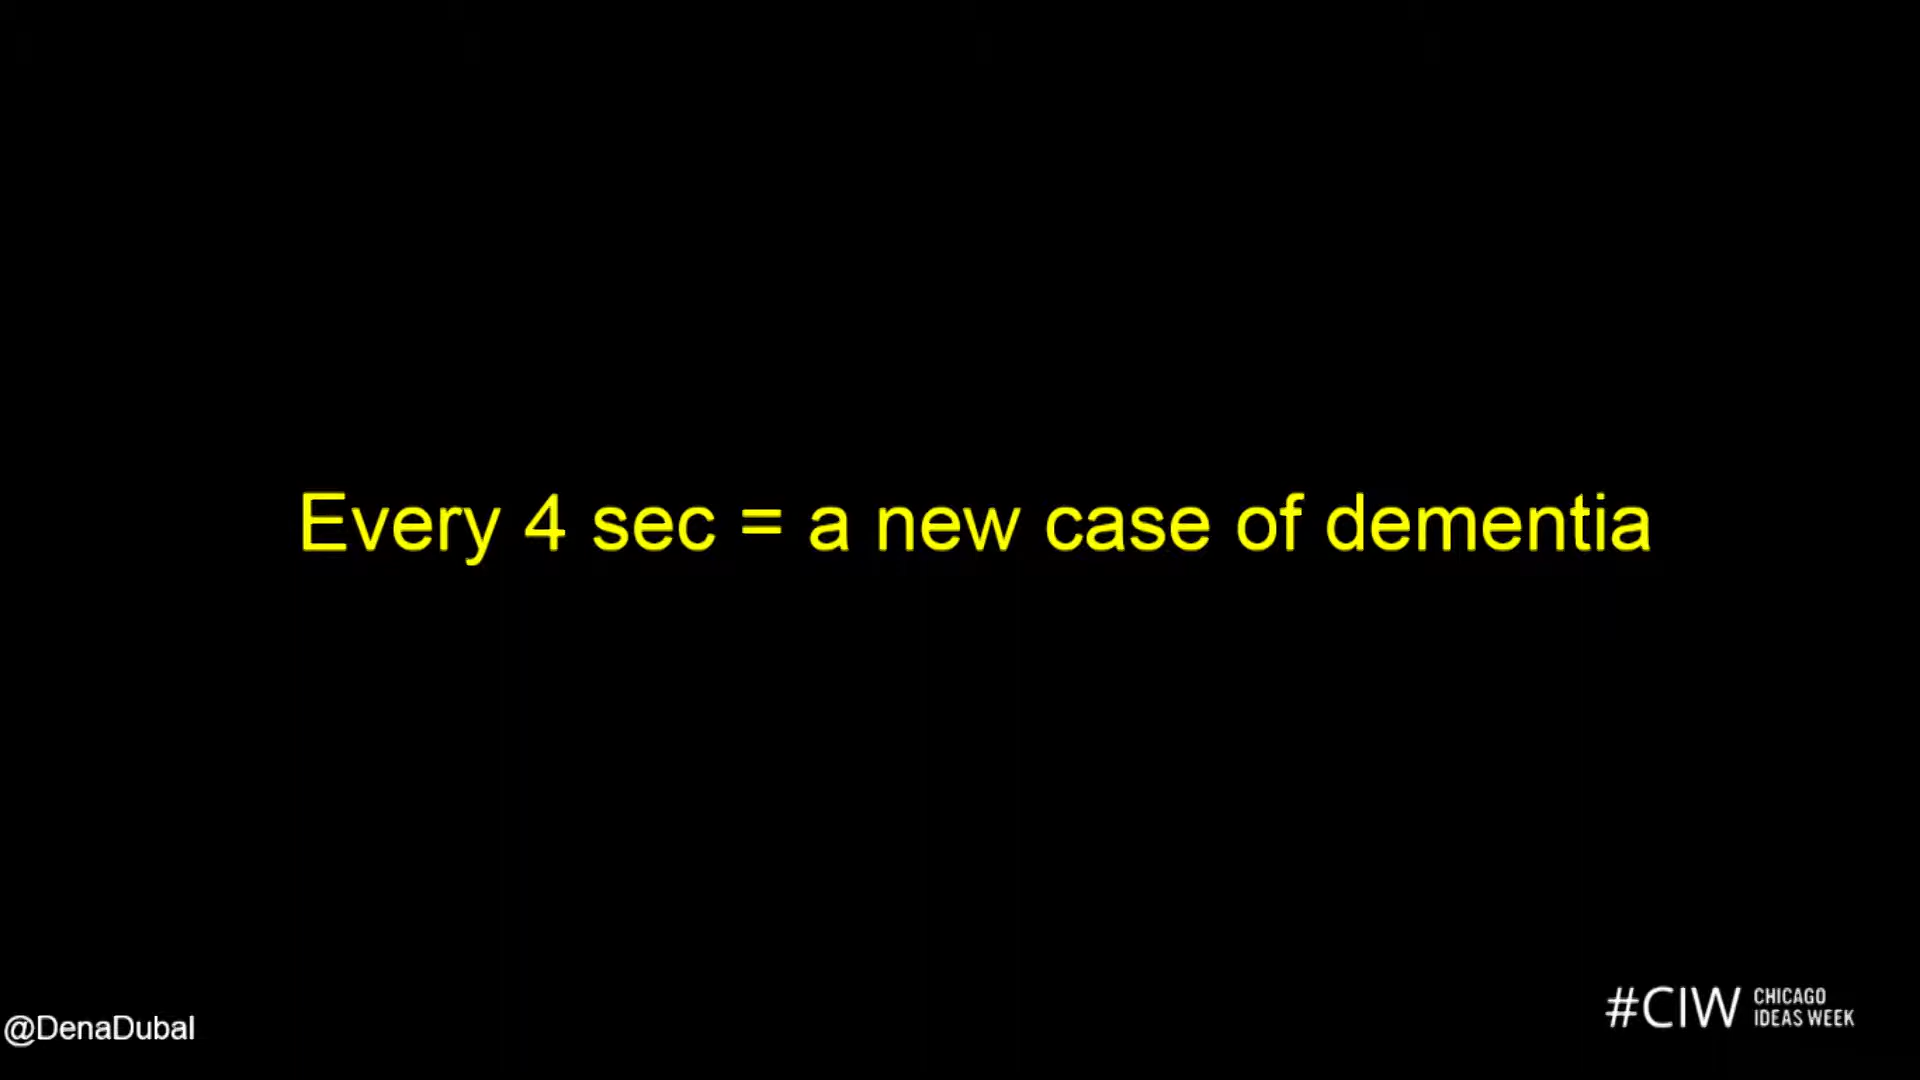 Every 4 sec = a new case of dementia
@DenaDubal
#CIW CHICAGO
IDEAS WEEK